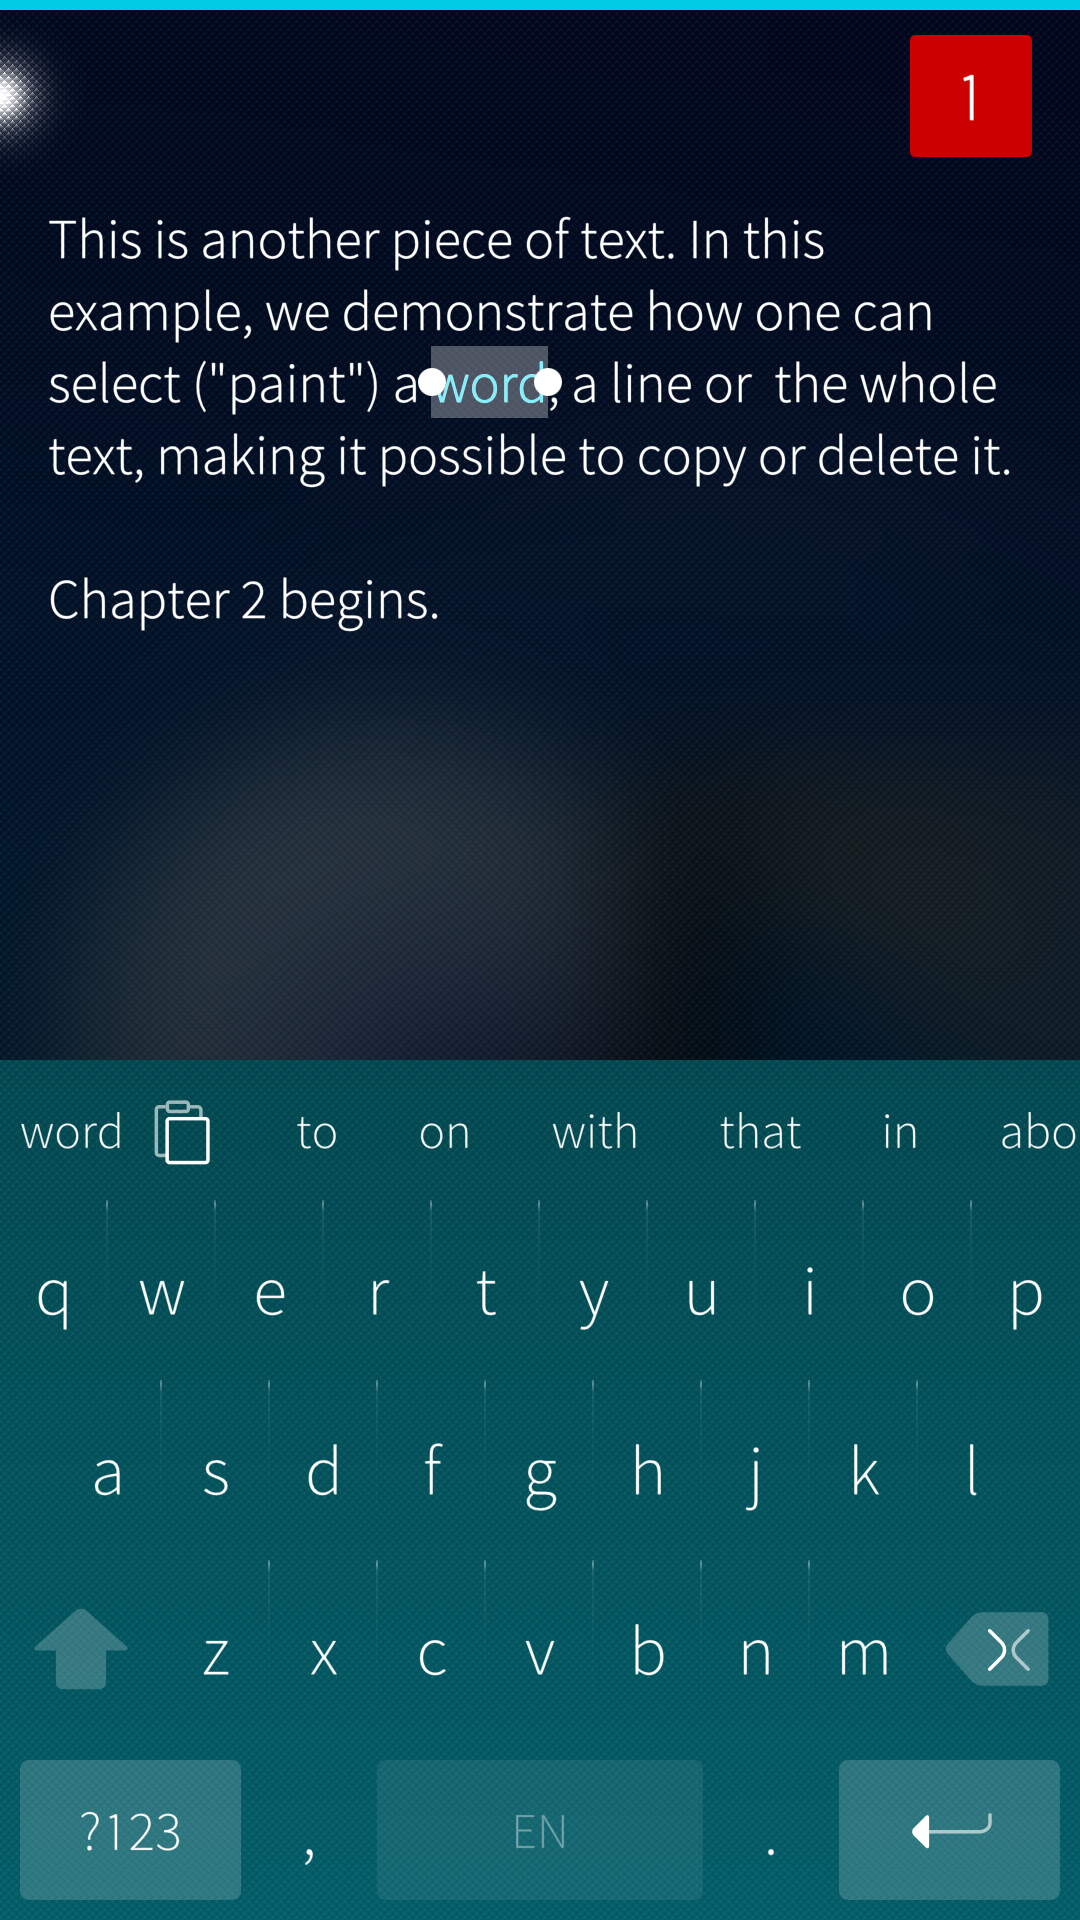 1
This is another piece of text. In this
example, we demonstrate how one can
select ("paint") a word, a line or  the whole
text, making it possible to copy or delete it.
Chapter 2 begins.
word to on with that in abo
q w e r t y u i o p
a s d f g h j k l
z x c v b n m
?123 , EN .